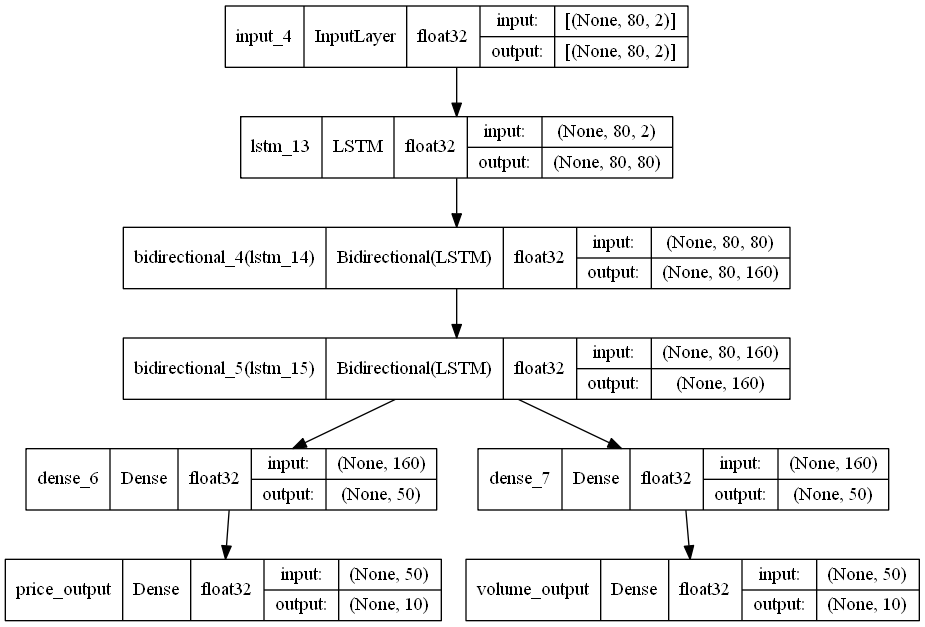 input_4 InputLayer float32 input: [(None, 80, 2)]
output: [(None, 80, 2)]
lstm_13 LSTM float32 input: (None, 80, 2)
output: (None, 80, 80)
bidirectional_4(lstm_14) Bidirectional(LSTM) float32 input: (None, 80, 80)
output: (None, 80, 160)
bidirectional_5(lstm_15) Bidirectional(LSTM) float32 input: (None, 80, 160)
output: (None, 160)
dense_6 Dense float32 input: (None, 160)
output: (None, 50)
dense_7 Dense float32 input: (None, 160)
output: (None, 50)
price_output Dense float32 input: (None, 50)
output: (None, 10)
volume_output Dense float32 input: (None, 50)
output: (None, 10)